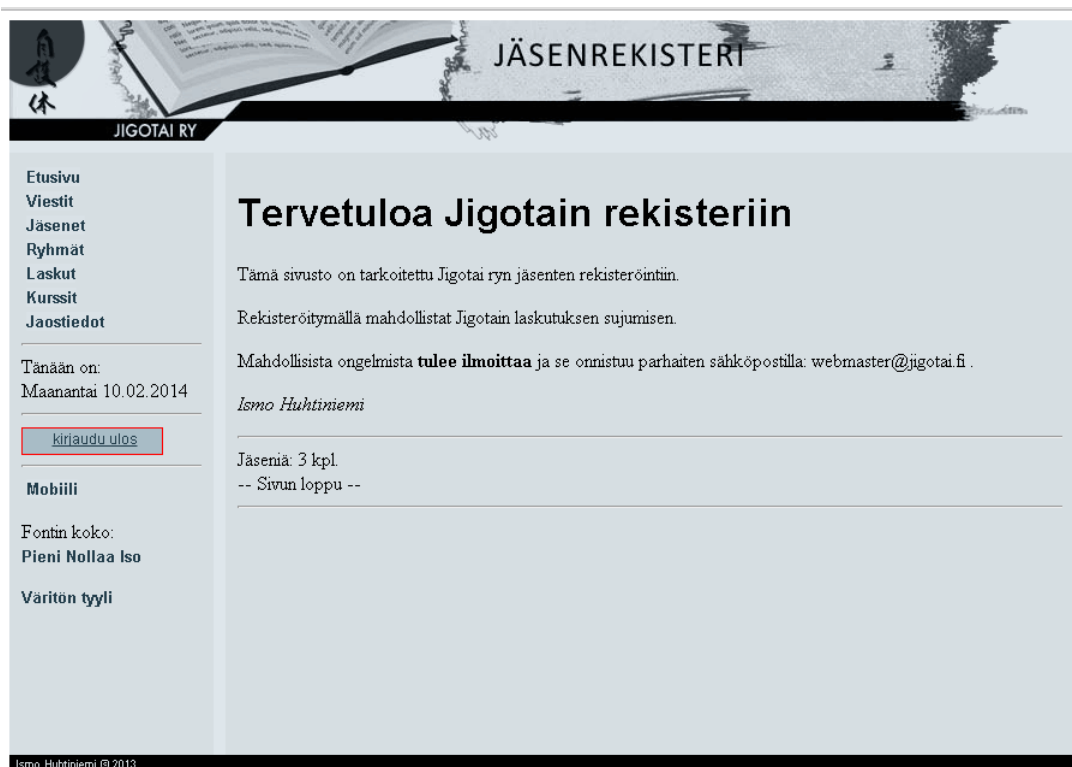 自護体
JÄSENREKISTERI
JIGOTAI RY
Etusivu
Viestit
Jäsenet
Ryhmät
Laskut
Kurssit
Jaostiedot
Tänään on:
Maanantai 10.02.2014
kirjaudu ulos
Mobiili
Fontin koko:
Pieni Nollaa Iso
Väritön tyyli
Tervetuloa Jigotain rekisteriin
Tämä sivusto on tarkoitettu Jigotai ryn jäsenten rekisteröintiin.
Rekisteröitymällä mahdollistat Jigotain laskutuksen sujumisen.
Mahdollisista ongelmista tulee ilmoittaa ja se onnistuu parhaiten sähköpostilla: webmaster@jigotai.fi .
Ismo Huhtiniemi
Jäseniä: 3 kpl.
-- Sivun loppu --
Ismo Huhtiniemi @ 2013